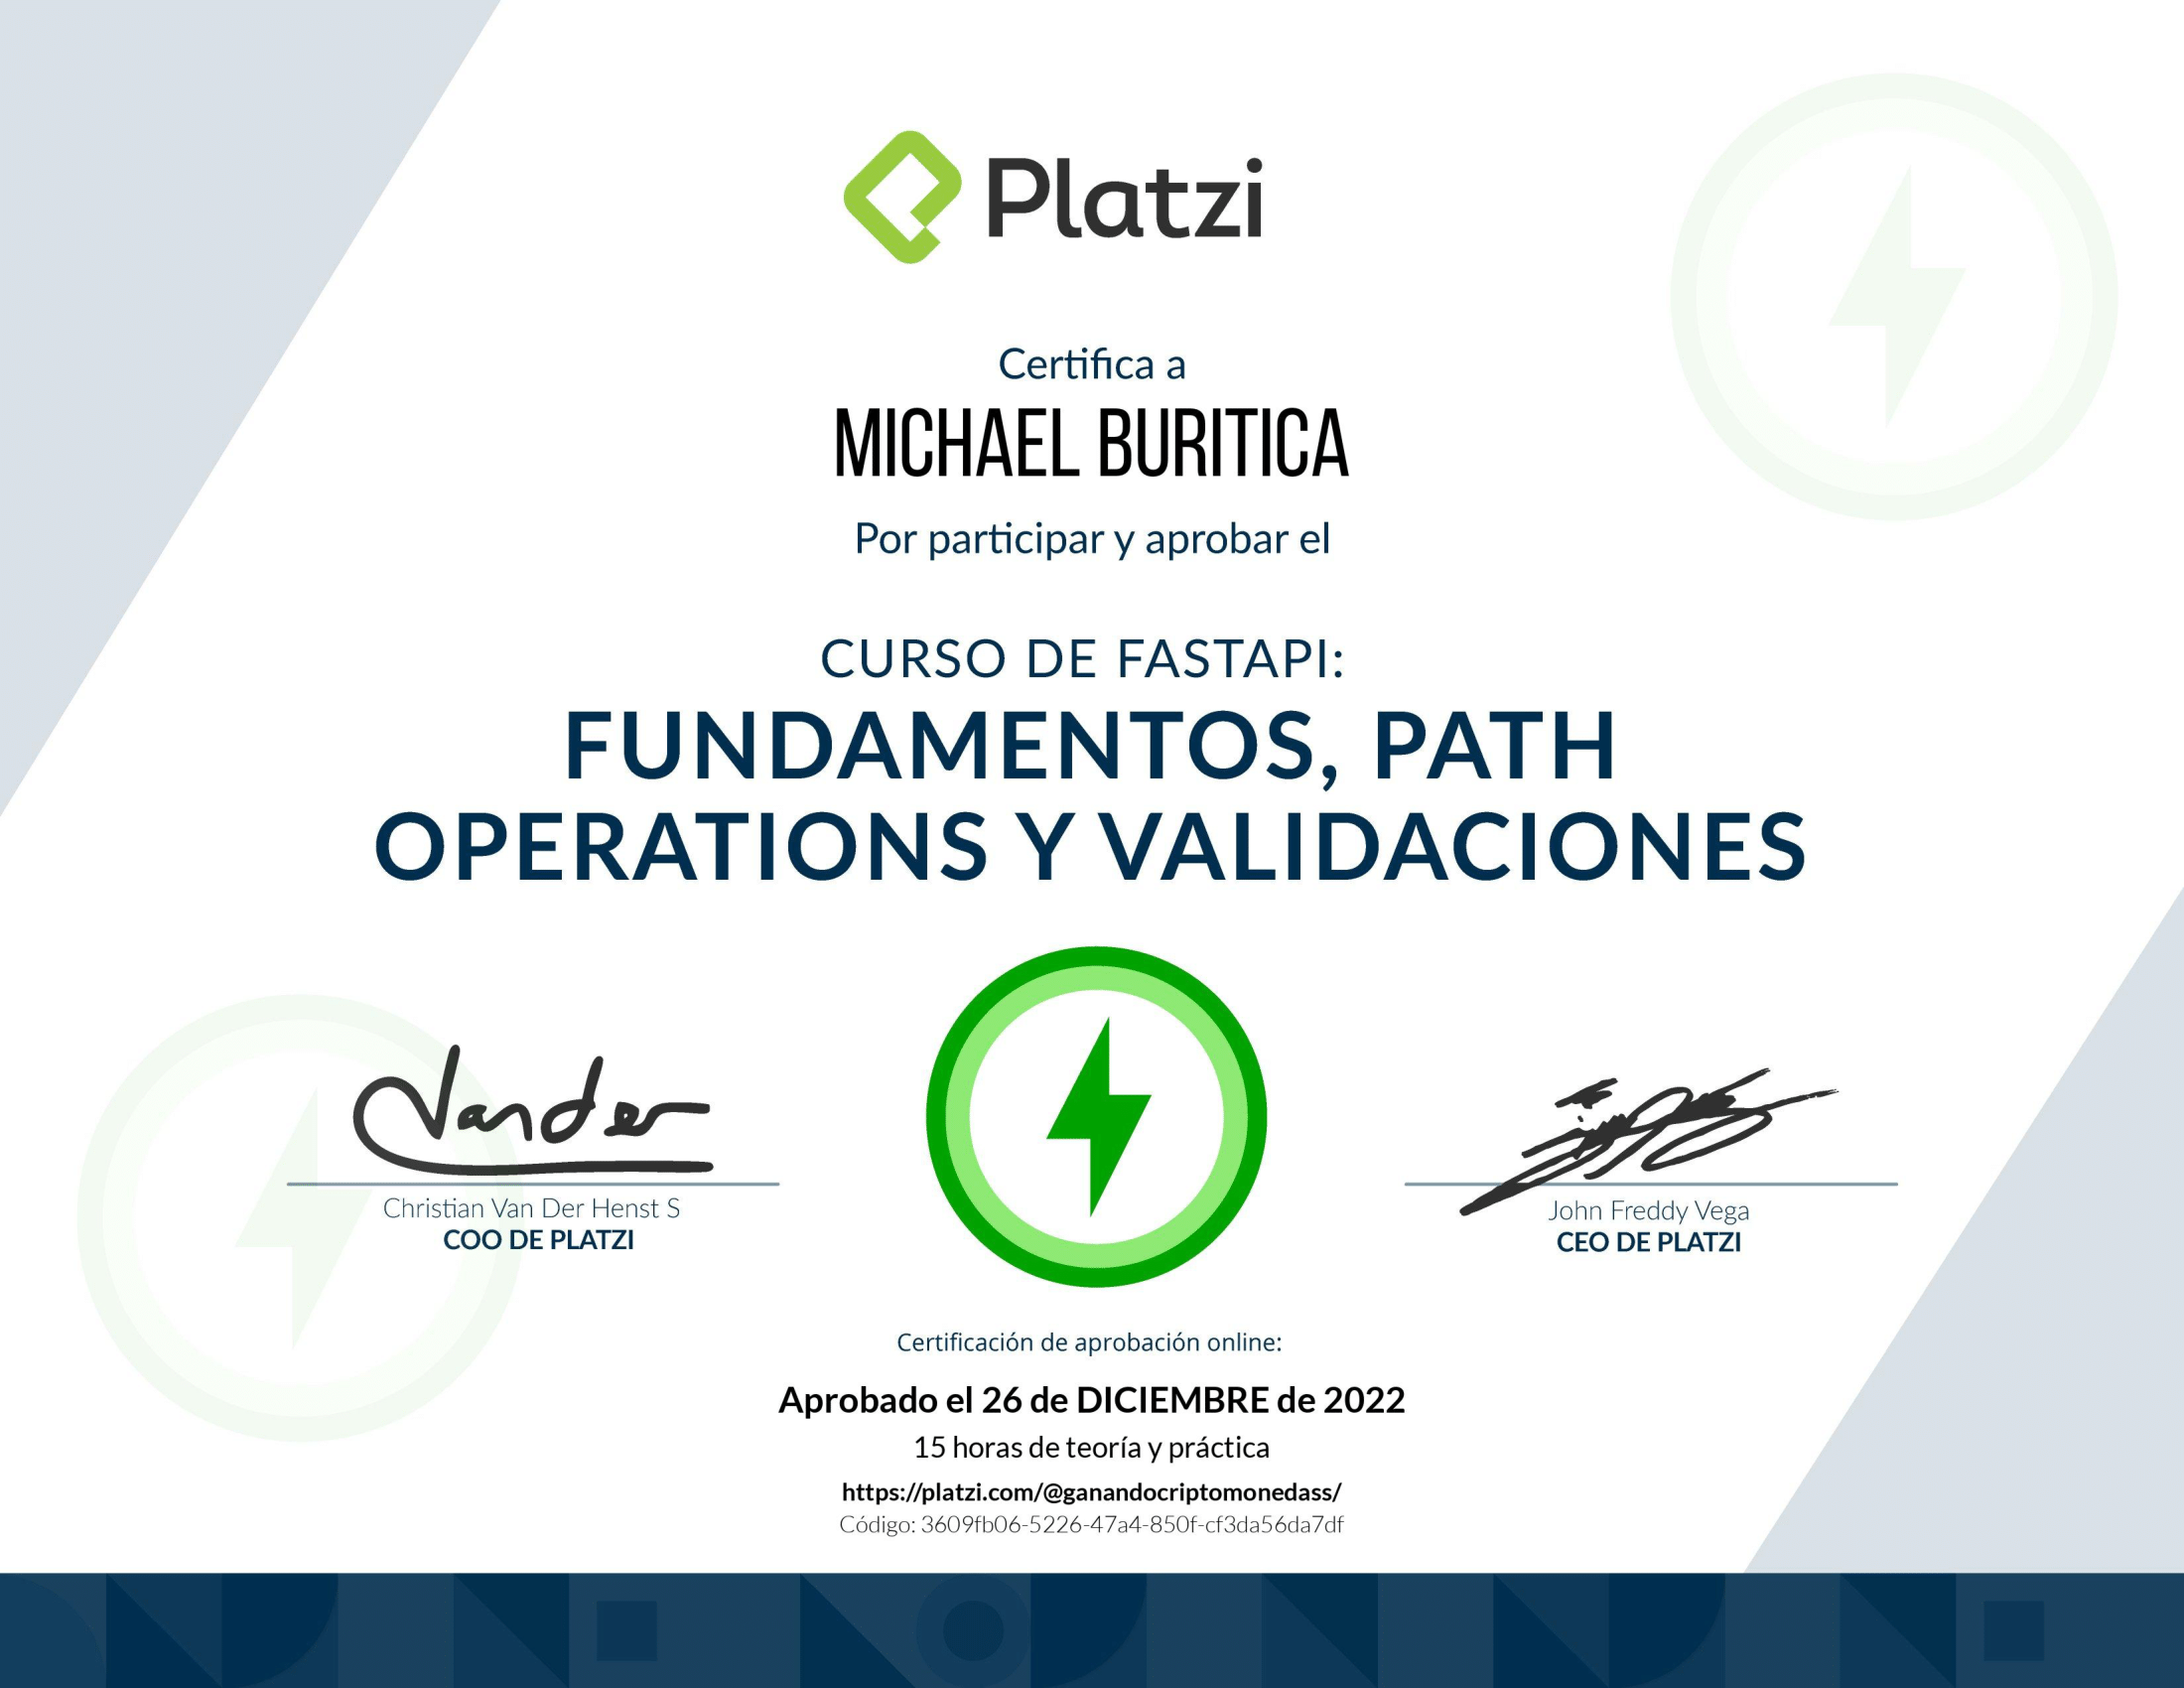 Platzi
Certifica a
MICHAEL BURITICA
Por participar y aprobar el
CURSO DE FASTAPI:
FUNDAMENTOS, PATH
OPERATIONS Y VALIDACIONES
Vander
Christian Van Der Henst S
COO DE PLATZI
John Freddy Vega
CEO DE PLATZI
Certificación de aprobación online:
Aprobado el 26 de DICIEMBRE de 2022
15 horas de teoría y práctica
https://platzi.com/@ganandocriptomonedass/
Código: 3609fb06-5226-47a4-850f-cf3da56da7df